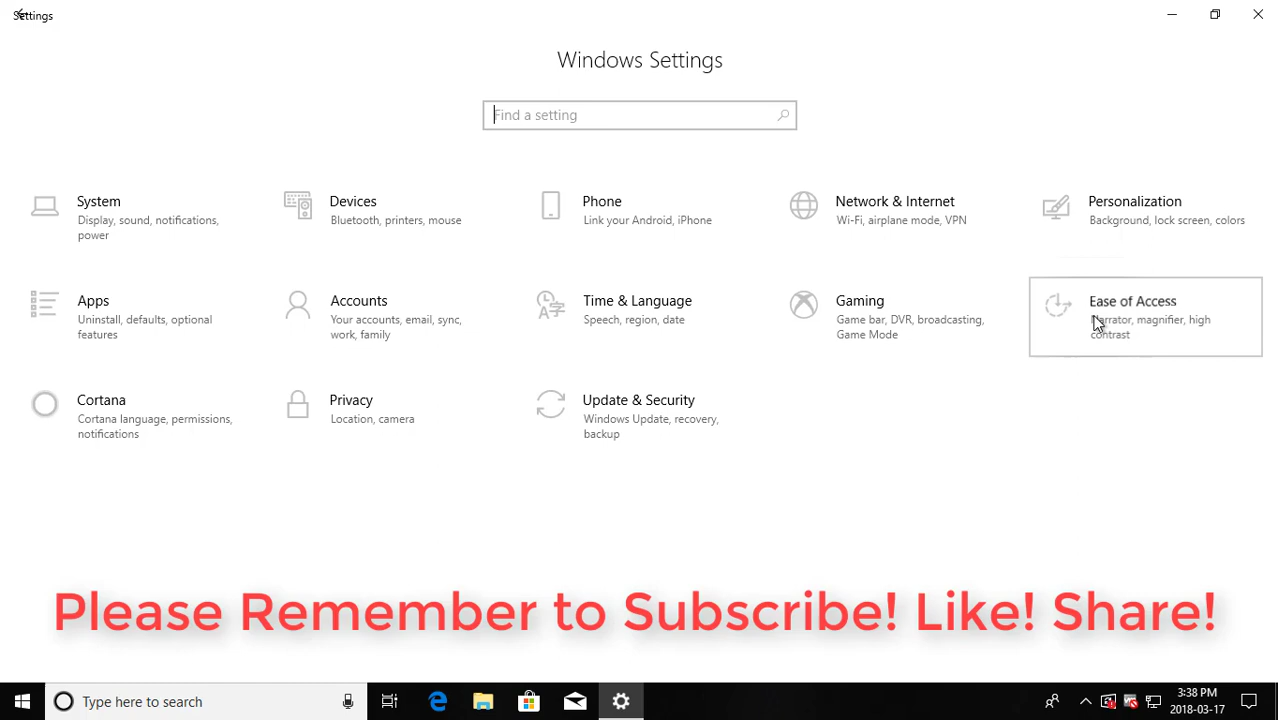 Settings
Windows Settings
Find a setting
System
Display, sound, notifications,
power
Devices
Bluetooth, printers, mouse
Phone
Link your Android, iPhone
Network & Internet
Wi-Fi, airplane mode, VPN
Personalization
Background, lock screen, colors
Apps
Uninstall, defaults, optional
features
Accounts
Your accounts, email, sync,
work, family
Time & Language
Speech, region, date
Gaming
Game bar, DVR, broadcasting,
Game Mode
Ease of Access
Narrator, magnifier, high
contrast
Cortana
Cortana language, permissions,
notifications
Privacy
Location, camera
Update & Security
Windows Update, recovery,
backup
Please Remember to Subscribe! Like! Share!
Type here to search
3:38 PM
2018-03-17